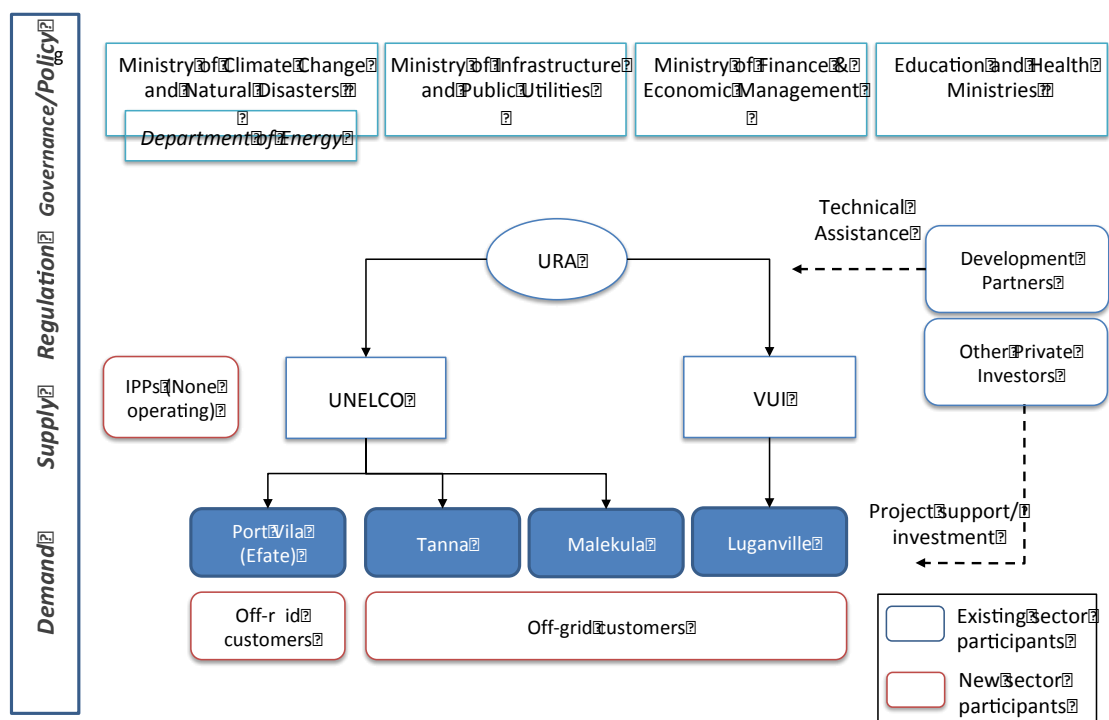 Governance/Policy
g
Regulation
Supply
Demand
Ministry of Climate Change
and Natural Disasters
Department of Energy
Ministry of Infrastructure
and Public Utilities
Ministry of Finance &
Economic Management
Education and Health
Ministries
URA
Technical
Assistance
Development
Partners
Other Private
Investors
IPPs (None
operating)
UNELCO
VUI
Project support/
investment
Port Vila
(Efate)
Tanna
Malekula
Luganville
Off-r id
customers
Off-grid customers
Existing sector
participants
New sector
participants